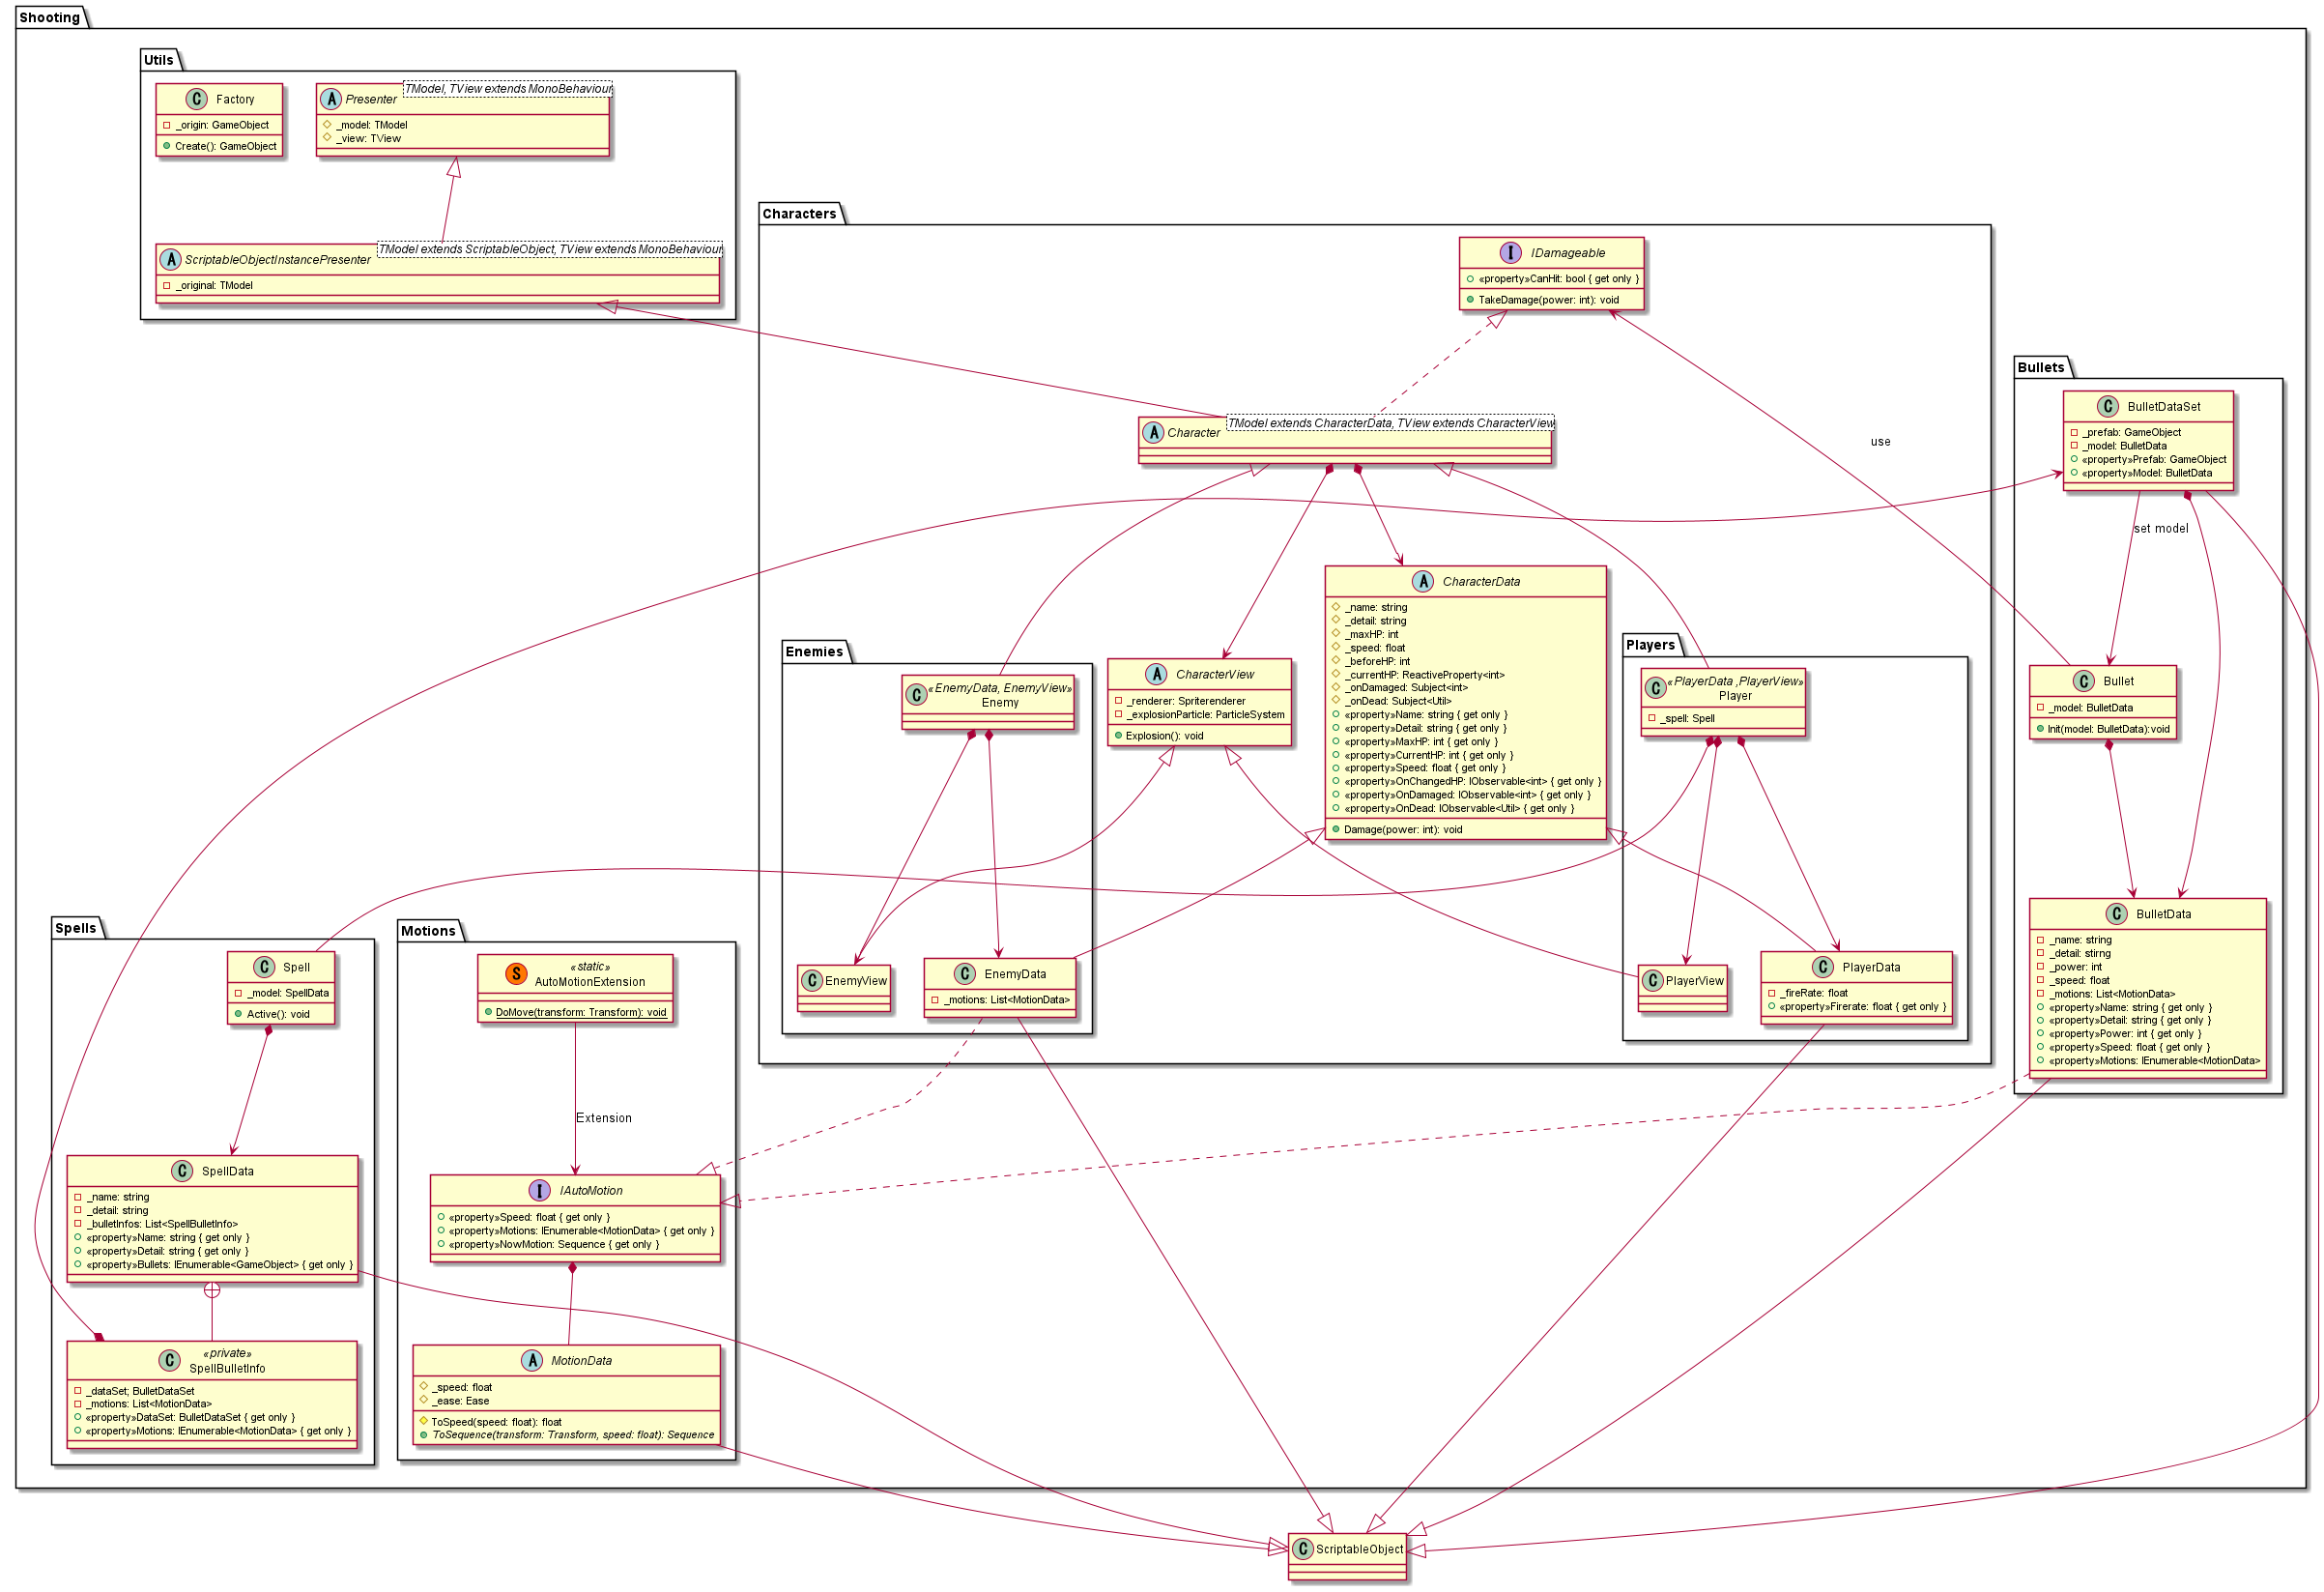 Shooting
Utils
Factory
_origin: GameObject
Create(): GameObject
Presenter
TModel, TView extends MonoBehaviour
_model: TModel
_view: TView
ScriptableObjectInstancePresenter
TModel extends ScriptableObject, TView extends MonoBehaviour
_original: TModel
Characters
IDamageable
«property»CanHit: bool { get only }
TakeDamage(power: int): void
Character
TModel extends CharacterData, TView extends CharacterView
use
Bullets
BulletDataSet
_prefab: GameObject
_model: BulletData
«property»Prefab: GameObject
«property»Model: BulletData
set model
CharacterData
_name: string
_detail: string
_maxHP: int
_speed: float
_beforeHP: int
_currentHP: ReactiveProperty<int>
_onDamaged: Subject<int>
_onDead: Subject<Util>
«property»Name: string { get only }
«property»Detail: string { get only }
«property»MaxHP: int { get only }
«property»CurrentHP: int { get only }
«property»Speed: float { get only }
«property»OnChangedHP: IObservable<int> { get only }
«property»OnDamaged: IObservable<int> { get only }
«property»OnDead: IObservable<Util> { get only }
Damage(power: int): void
Enemies
«EnemyData, EnemyView»
Enemy
CharacterView
_renderer: Spriterenderer
_explosionParticle: ParticleSystem
Explosion(): void
Players
«PlayerData ,PlayerView»
Player
_spell: Spell
Bullet
_model: BulletData
Init(model: BulletData):void
BulletData
_name: string
_detail: stirng
_power: int
_speed: float
_motions: List<MotionData>
«property»Name: string { get only }
«property»Detail: string { get only }
«property»Power: int { get only }
«property»Speed: float { get only }
«property»Motions: IEnumerable<MotionData>
EnemyView
EnemyData
_motions: List<MotionData>
PlayerView
PlayerData
_fireRate: float
«property»Firerate: float { get only }
Spells
Spell
_model: SpellData
Active(): void
SpellData
_name: string
_detail: string
_bulletInfos: List<SpellBulletInfo>
«property»Name: string { get only }
«property»Detail: string { get only }
«property»Bullets: IEnumerable<GameObject> { get only }
«private»
SpellBulletInfo
_dataSet; BulletDataSet
_motions: List<MotionData>
«property»DataSet: BulletDataSet { get only }
«property»Motions: IEnumerable<MotionData> { get only }
Motions
«static»
AutoMotionExtension
DoMove(transform: Transform): void
Extension
IAutoMotion
«property»Speed: float { get only }
«property»Motions: IEnumerable<MotionData> { get only }
«property»NowMotion: Sequence { get only }
MotionData
_speed: float
_ease: Ease
ToSpeed(speed: float): float
ToSequence(transform: Transform, speed: float): Sequence
ScriptableObject